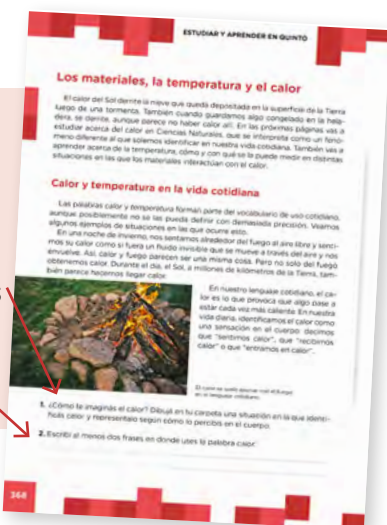 ESTUDIAR Y APRENDER EN QUINTO
Los materiales, la temperatura y el calor
El calor del Sol derrite la nieve que queda depositada en la superficie de la Tierra
luego de una tormenta. También cuando guardamos algo congelado en la hela-
dera, se derrite, aunque parece no haber calor allí. En las próximas páginas vas a
estudiar acerca del calor en Ciencias Naturales, que se interpreta como un fenó-
meno diferente al que solemos identificar en nuestra vida cotidiana. También vas a
aprender acerca de la temperatura, cómo y con qué se la puede medir en distintas
situaciones en las que los materiales interactúan con el calor.
Calor y temperatura en la vida cotidiana
Las palabras calor y temperatura forman parte del vocabulario de uso cotidiano,
aunque posiblemente no se las pueda definir con demasiada precisión. Veamos
algunos ejemplos de situaciones en las que ocurre esto.
En una noche de invierno, nos sentamos alrededor del fuego al aire libre y senti-
mos su calor como si fuera un fluido invisible que se mueve a través del aire y nos
envuelve. Así, calor y fuego parecen ser una misma cosa. Pero no solo del fuego
obtenemos calor. Durante el día, el Sol, a millones de kilómetros de la Tierra, tam-
bién parece hacernos llegar calor.
En nuestro lenguaje cotidiano, el ca-
lor es lo que provoca que algo pase a
estar cada vez más caliente. En nuestra
vida diaria, identificamos el calor como
una sensación en el cuerpo: decimos
que "sentimos calor", que "recibimos
calor" o que "entramos en calor".
El calor se suele asociar con el fuego
en el lenguaje cotidiano.
1. ¿Cómo te imaginás el calor? Dibujá en tu carpeta una situación en la que identi-
ficás calor y representalo según cómo lo percibís en el cuerpo.
2. Escribí al menos dos frases en donde uses la palabra calor.
368